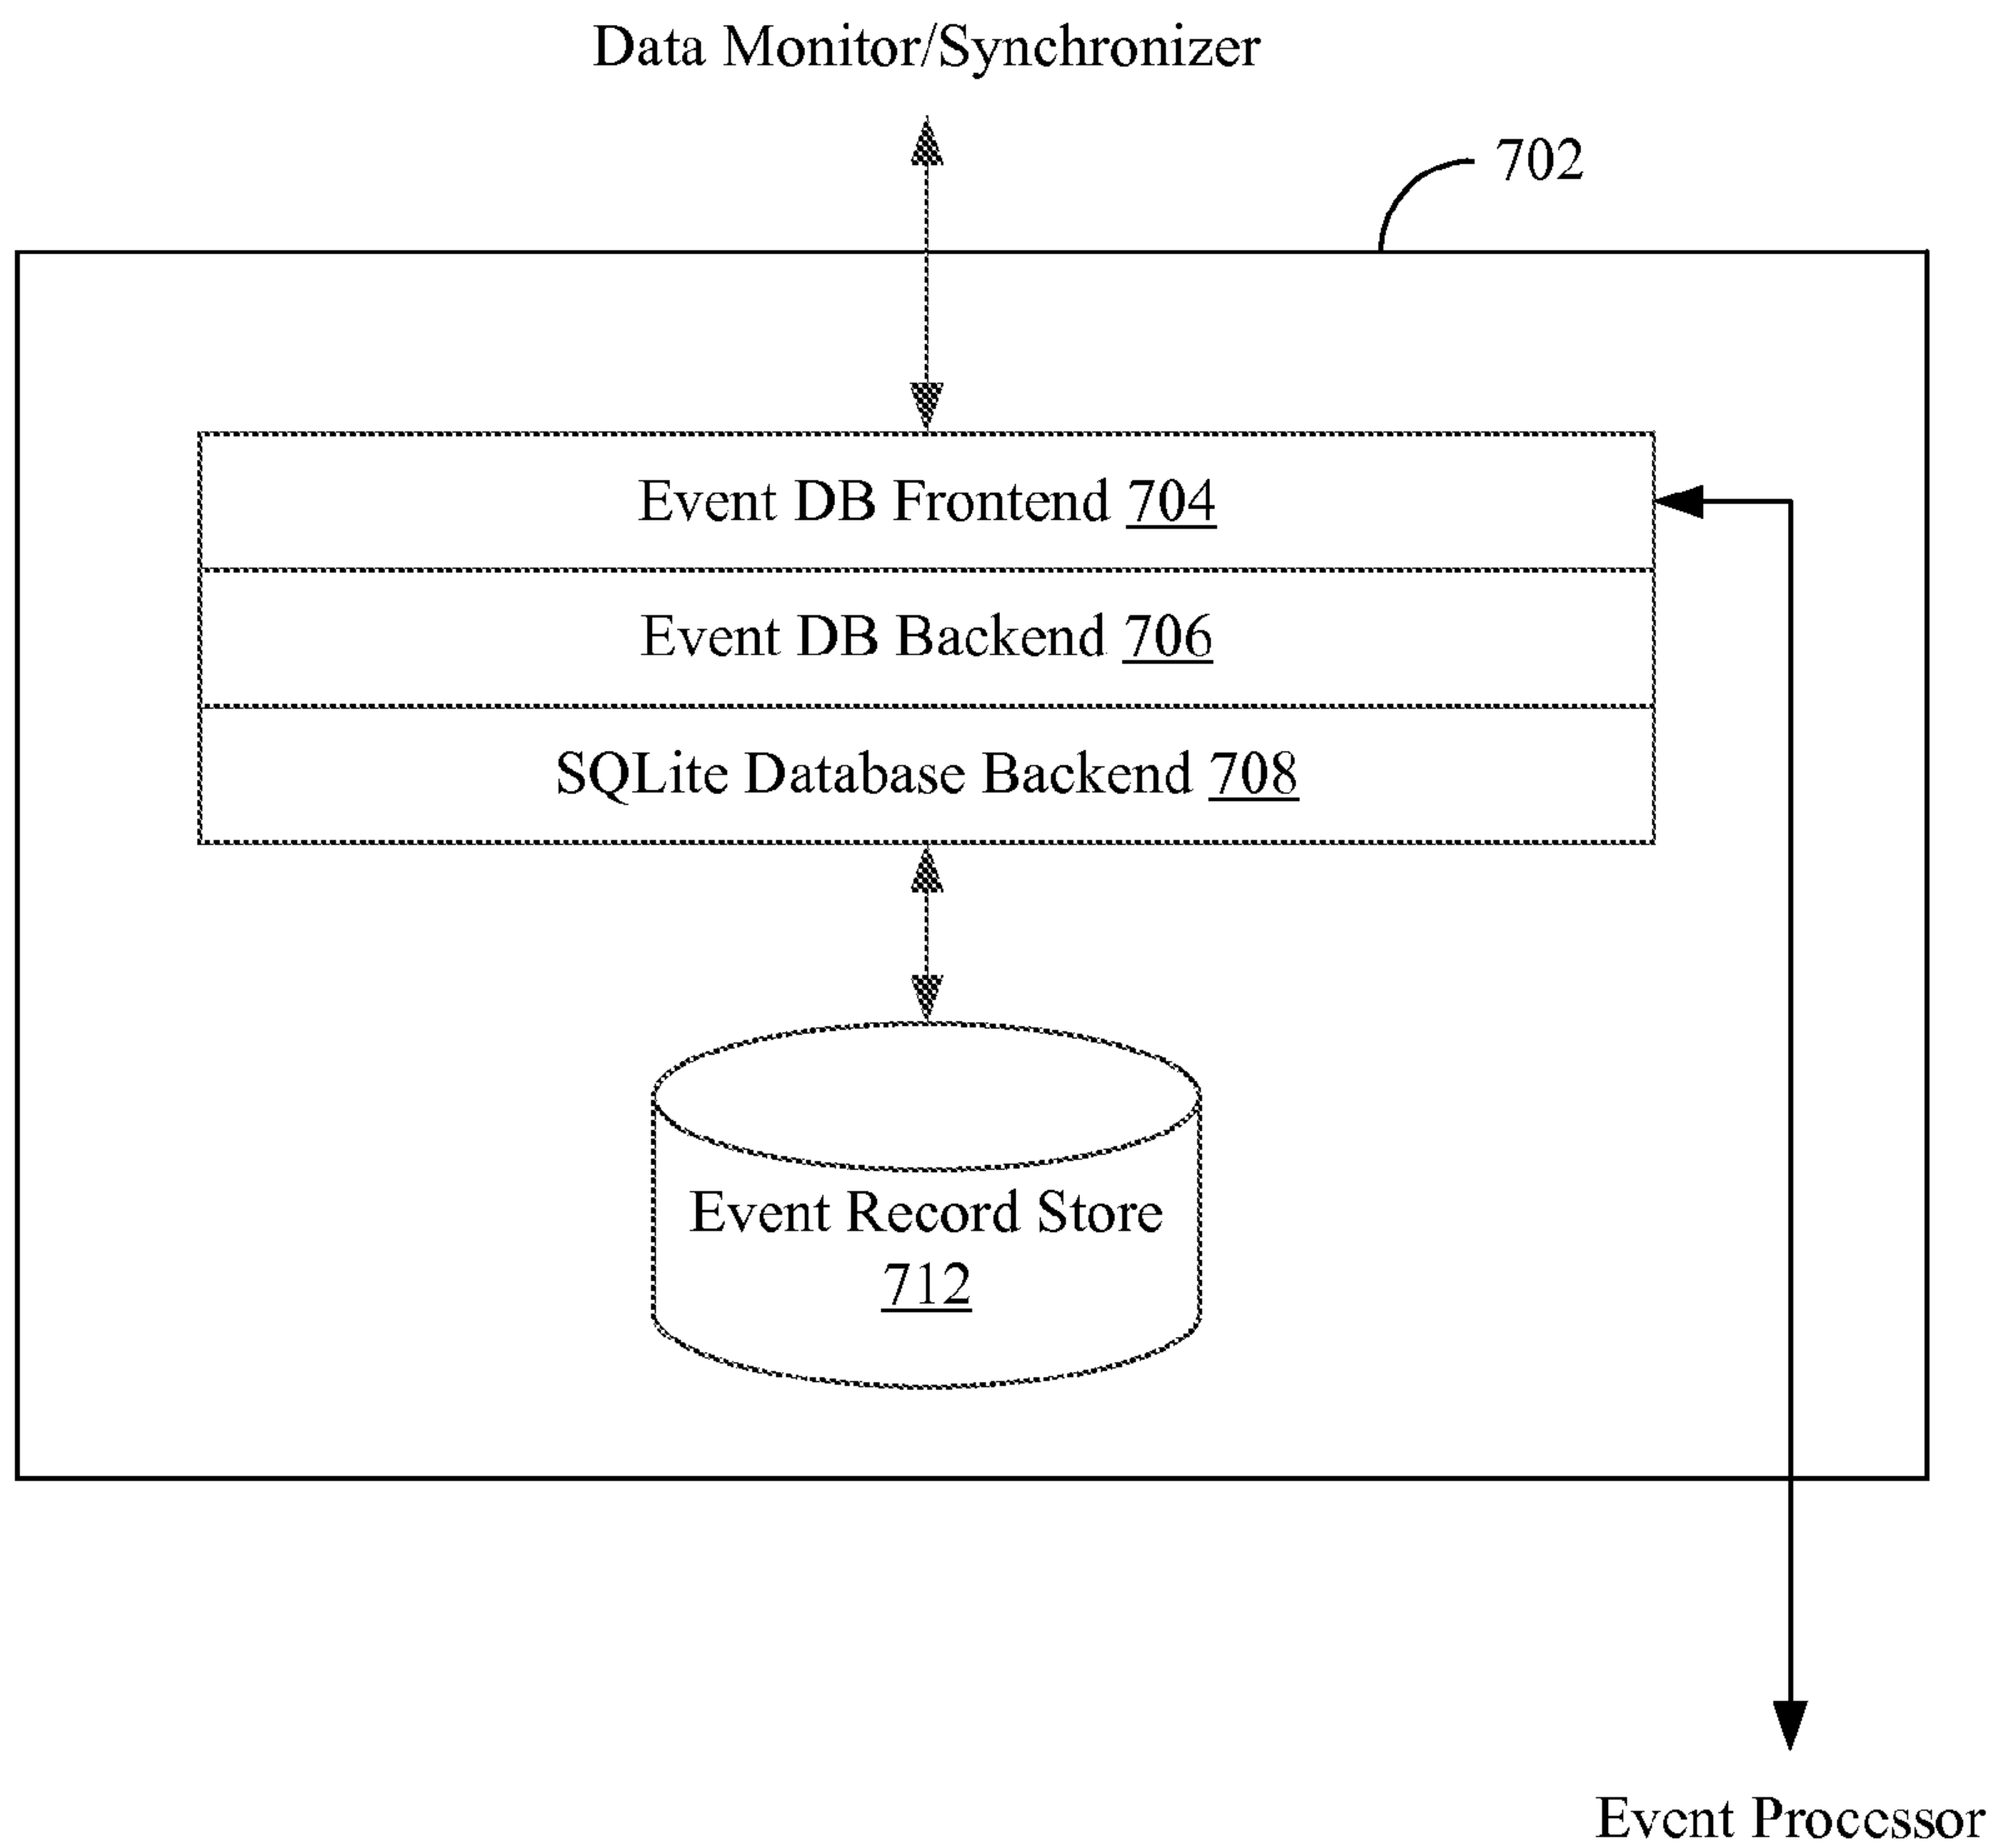 Data Monitor/Synchronizer
702
Event DB Frontend 704
Event DB Backend 706
SQLite Database Backend 708
Event Record Store
712
Event Processor